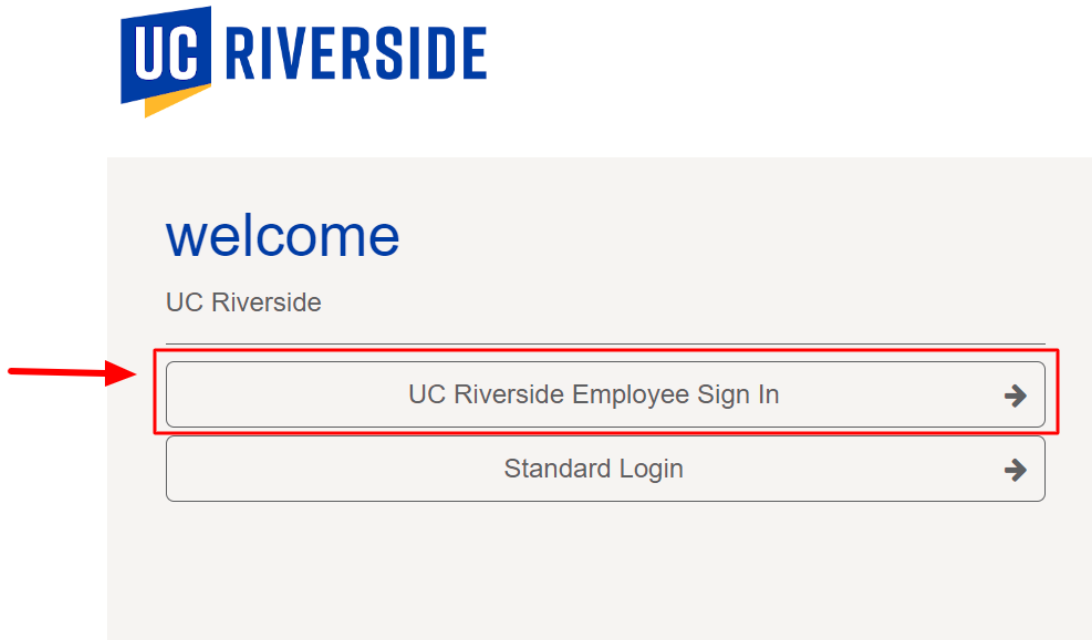 UC RIVERSIDE
welcome
UC Riverside
UC Riverside Employee Sign In
Standard Login